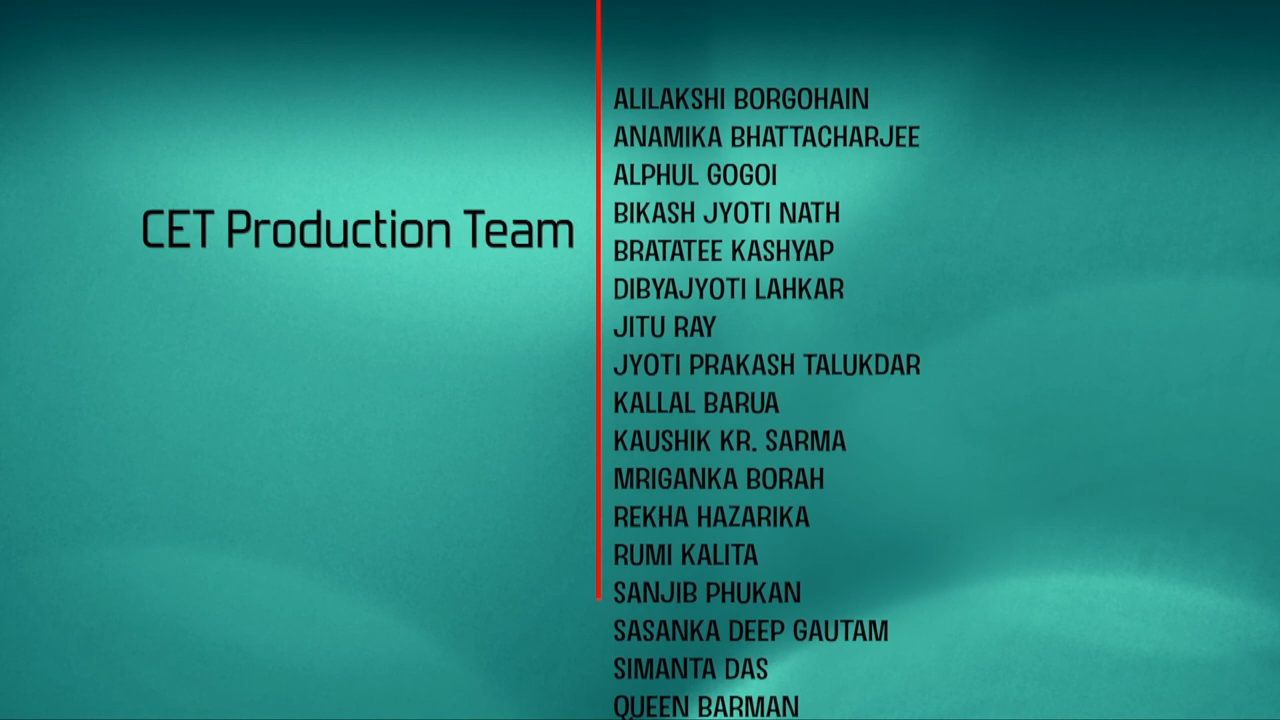 CET Production Team
ALILAKSHI BORGOHAIN
ANAMIKA BHATTACHARJEE
ALPHUL GOGOI
BIKASH JYOTI NATH
BRATATEE KASHYAP
DIBYAJYOTI LAHKAR
JITU RAY
JYOTI PRAKASH TALUKDAR
KALLAL BARUA
KAUSHIK KR. SARMA
MRIGANKA BORAH
REKHA HAZARIKA
RUMI KALITA
SANJIB PHUKAN
SASANKA DEEP GAUTAM
SIMANTA DAS
QUEEN BARMAN